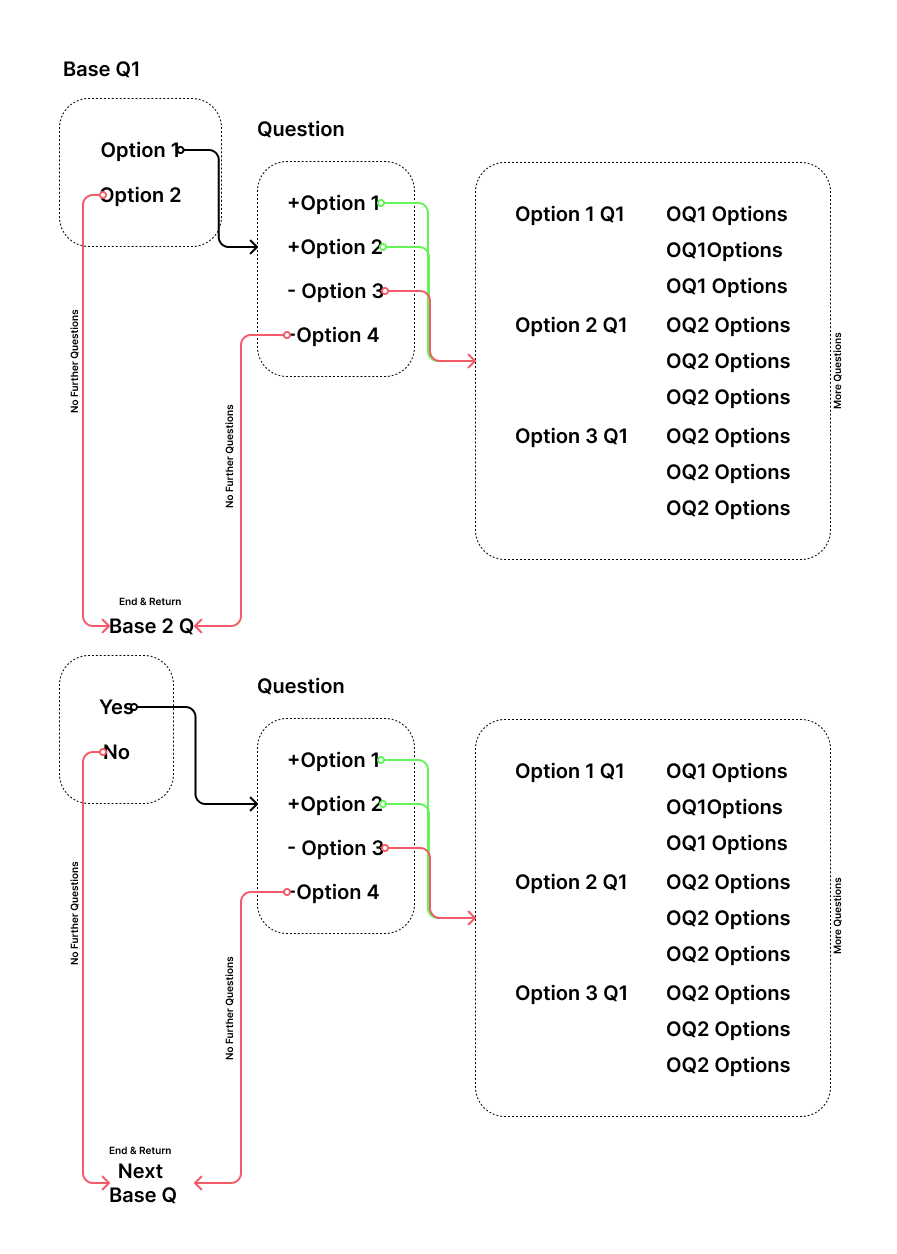 Base Q1
Option 1
Option 2
No Further Questions
Question
+Option 1
+Option 2
- Option 3
-Option 4
No Further Questions
Option 1 Q1 OQ1 Options
OQ1Options
OQ1 Options
Option 2 Q1 OQ2 Options
OQ2 Options
OQ2 Options
Option 3 Q1 OQ2 Options
OQ2 Options
OQ2 Options
More Questions
End & Return
Base 2 Q
Yes
No
No Further Questions
Question
+Option 1
+Option 2
- Option 3
-Option 4
No Further Questions
Option 1 Q1 OQ1 Options
OQ1Options
OQ1 Options
Option 2 Q1 OQ2 Options
OQ2 Options
OQ2 Options
Option 3 Q1 OQ2 Options
OQ2 Options
OQ2 Options
More Questions
End & Return
Next
Base Q